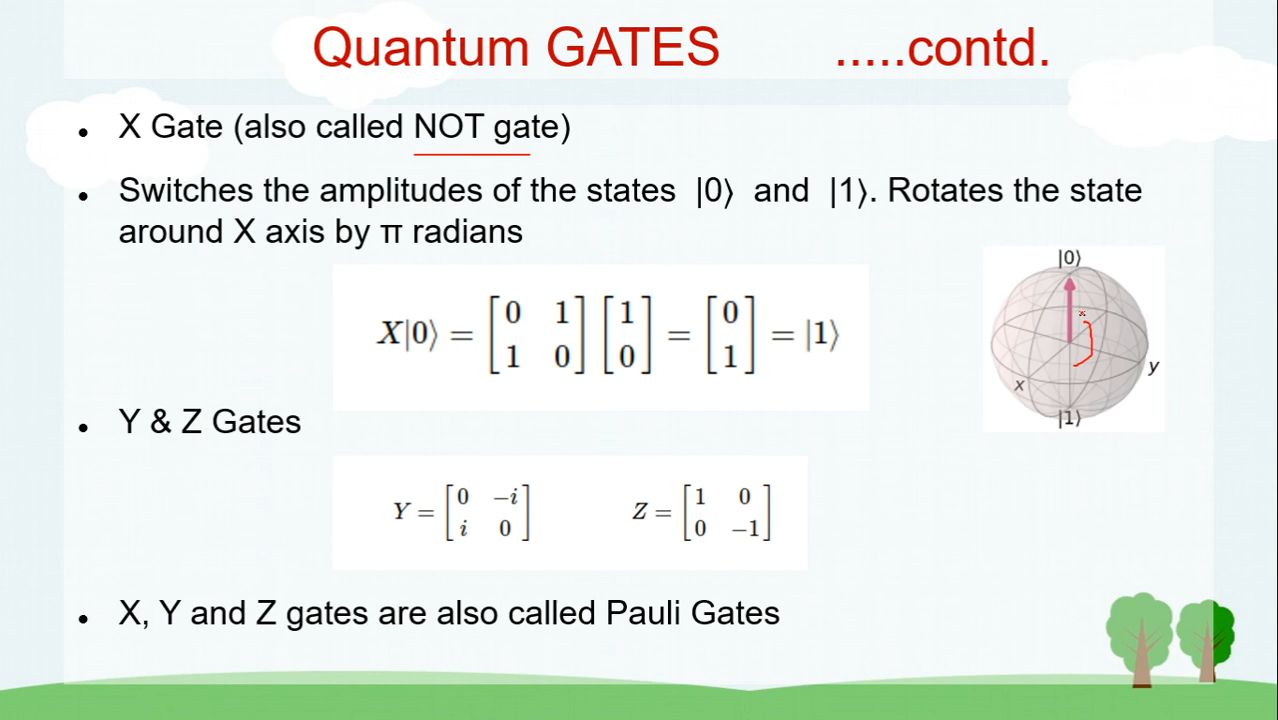 Quantum GATES .....contd.
• X Gate (also called NOT gate)
• Switches the amplitudes of the states |0⟩ and |1⟩. Rotates the state
around X axis by π radians
|0⟩
X|0⟩ = [0 1; 1 0] [1; 0] = [0; 1] = |1⟩
x
y
|1⟩
• Y & Z Gates
Y = [0 −i; i 0] Z = [1 0; 0 −1]
• X, Y and Z gates are also called Pauli Gates